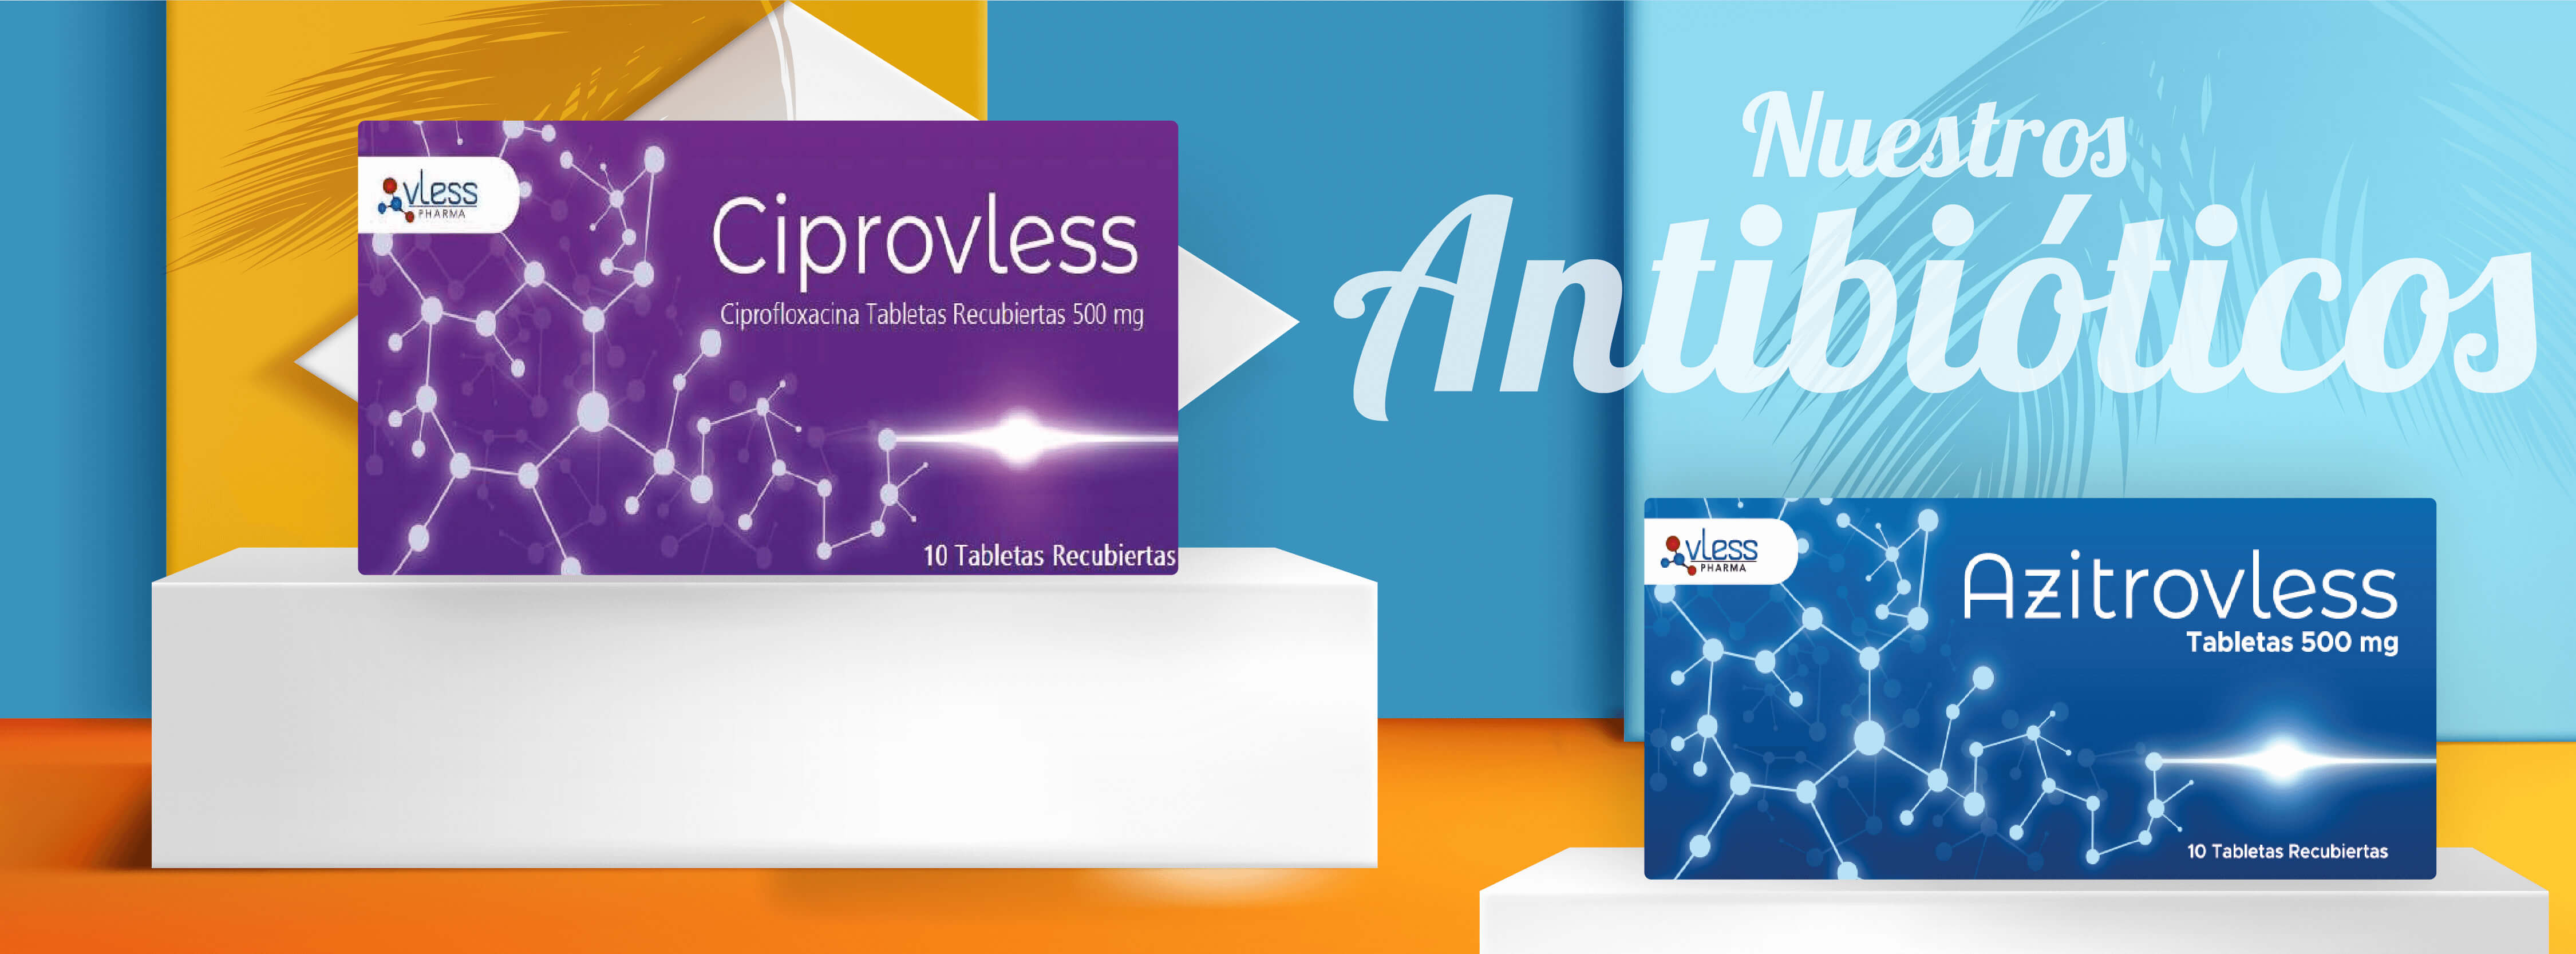 vless
PHARMA
Ciprovless
Ciprofloxacina Tabletas Recubiertas 500 mg
10 Tabletas Recubiertas
Nuestros
Antibióticos
vless
PHARMA
Azitrovless
Tabletas 500 mg
10 Tabletas Recubiertas